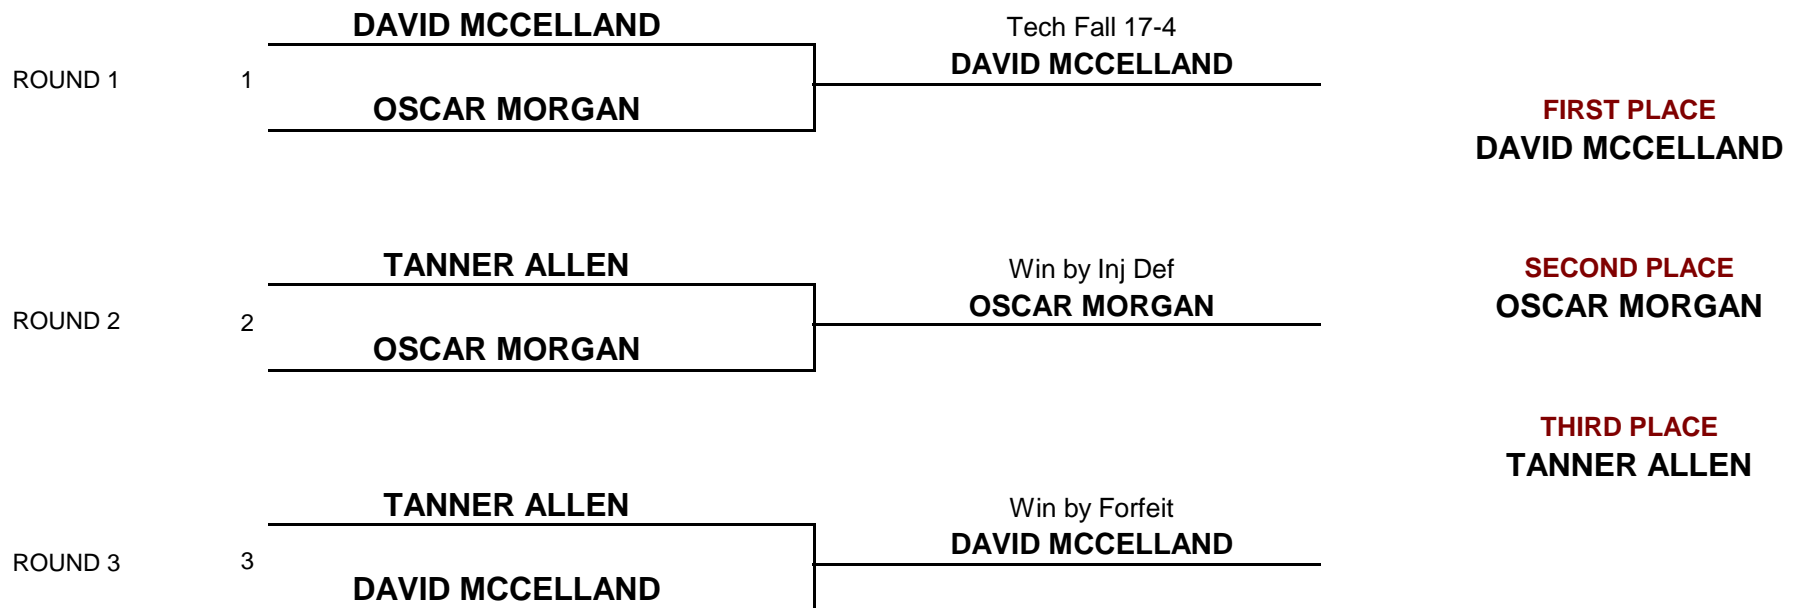 DAVID MCCELLAND
Tech Fall 17-4
DAVID MCCELLAND
ROUND 1
1
OSCAR MORGAN
FIRST PLACE
DAVID MCCELLAND
TANNER ALLEN
Win by Inj Def
OSCAR MORGAN
SECOND PLACE
OSCAR MORGAN
ROUND 2
2
OSCAR MORGAN
THIRD PLACE
TANNER ALLEN
TANNER ALLEN
Win by Forfeit
DAVID MCCELLAND
ROUND 3
3
DAVID MCCELLAND